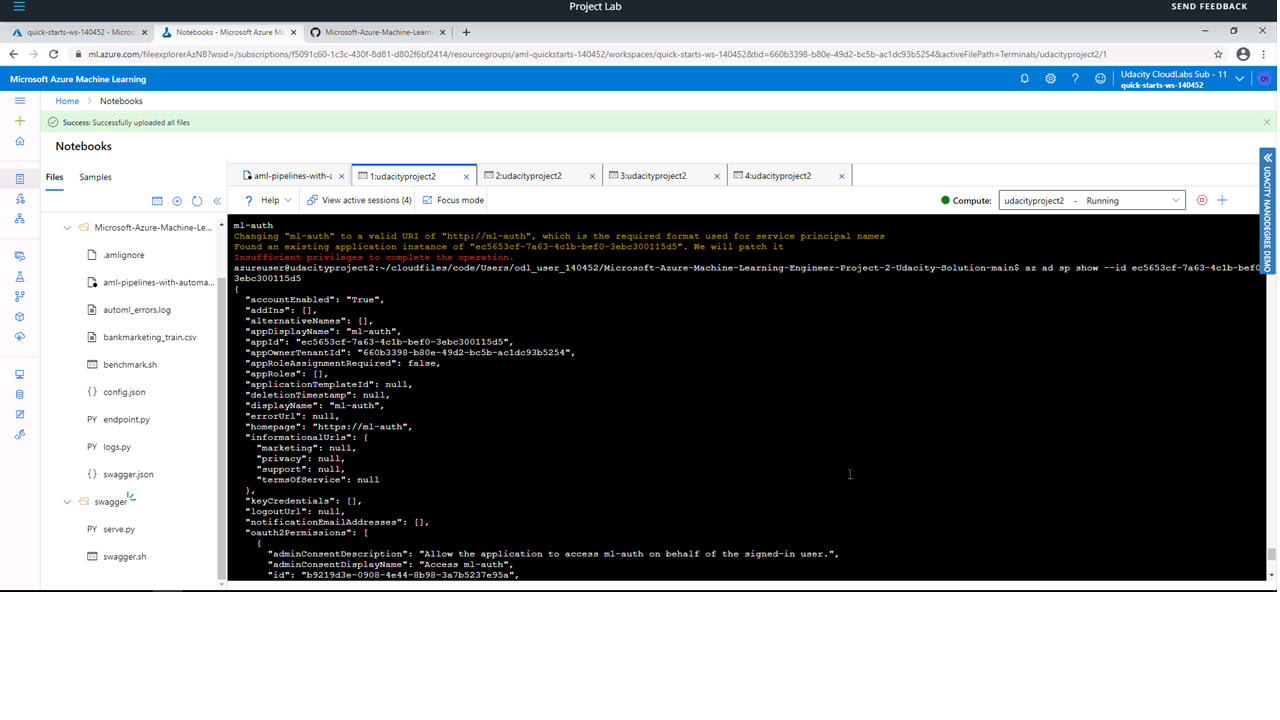 Project Lab
SEND FEEDBACK
quick-starts-ws-140452 - Micros
Notebooks - Microsoft Azure M
Microsoft-Azure-Machine-Learn
ml.azure.com/fileexplorerAzNB?wsid=/subscriptions/f5091c60-1c3c-430f-8d81-d802f6bf2414/resourcegroups/aml-quickstarts-140452/workspaces/quick-starts-ws-140452&tid=660b3398-b80e-49d2-bc5b-ac1dc93b5254&activeFilePath=Terminals/udacityproject2/1
Microsoft Azure Machine Learning
Udacity CloudLabs Sub - 11
quick-starts-ws-140452
OI
Home > Notebooks
Success: Successfully uploaded all files
Notebooks
Files
Samples
aml-pipelines-with-a
1:udacityproject2
2:udacityproject2
3:udacityproject2
4:udacityproject2
Help
View active sessions (4)
Focus mode
Compute:
udacityproject2 - Running
UDACITY NANODEGREE DEMO
Microsoft-Azure-Machine-Le...
.amlignore
aml-pipelines-with-automa...
automl_errors.log
bankmarketing_train.csv
benchmark.sh
{} config.json
PY endpoint.py
PY logs.py
{} swagger.json
swagger
PY serve.py
swagger.sh
ml-auth
Changing "ml-auth" to a valid URI of "http://ml-auth", which is the required format used for service principal names
Found an existing application instance of "ec5653cf-7a63-4c1b-bef0-3ebc300115d5". We will patch it
Insufficient privileges to complete the operation.
azureuser@udacityproject2:~/cloudfiles/code/Users/odl_user_140452/Microsoft-Azure-Machine-Learning-Engineer-Project-2-Udacity-Solution-main$ az ad sp show --id ec5653cf-7a63-4c1b-bef0-
3ebc300115d5
{
"accountEnabled": "True",
"addIns": [],
"alternativeNames": [],
"appDisplayName": "ml-auth",
"appId": "ec5653cf-7a63-4c1b-bef0-3ebc300115d5",
"appOwnerTenantId": "660b3398-b80e-49d2-bc5b-ac1dc93b5254",
"appRoleAssignmentRequired": false,
"appRoles": [],
"applicationTemplateId": null,
"deletionTimestamp": null,
"displayName": "ml-auth",
"errorUrl": null,
"homepage": "https://ml-auth",
"informationalUrls": {
"marketing": null,
"privacy": null,
"support": null,
"termsOfService": null
},
"keyCredentials": [],
"logoutUrl": null,
"notificationEmailAddresses": [],
"oauth2Permissions": [
{
"adminConsentDescription": "Allow the application to access ml-auth on behalf of the signed-in user.",
"adminConsentDisplayName": "Access ml-auth",
"id": "b9219d3e-0908-4e44-8b98-3a7b5237e95a",